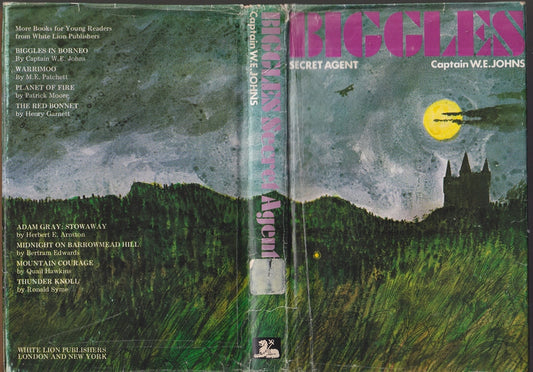 More Books for Young Readers
from White Lion Publishers
BIGGLES IN BORNEO
By Captain W.E. Johns
WARRIMOO
by M.E. Patchett
PLANET OF FIRE
by Patrick Moore
THE RED BONNET
by Henry Garnett
ADAM GRAY: STOWAWAY
by Herbert E. Arntson
MIDNIGHT ON BARROWMEAD HILL
by Bertram Edwards
MOUNTAIN COURAGE
by Quail Hawkins
THUNDER KNOLL
by Ronald Syme
WHITE LION PUBLISHERS
LONDON AND NEW YORK
Captain W.E. JOHNS
BIGGLES Secret Agent
BIGGLES
SECRET AGENT
Captain W.E. JOHNS